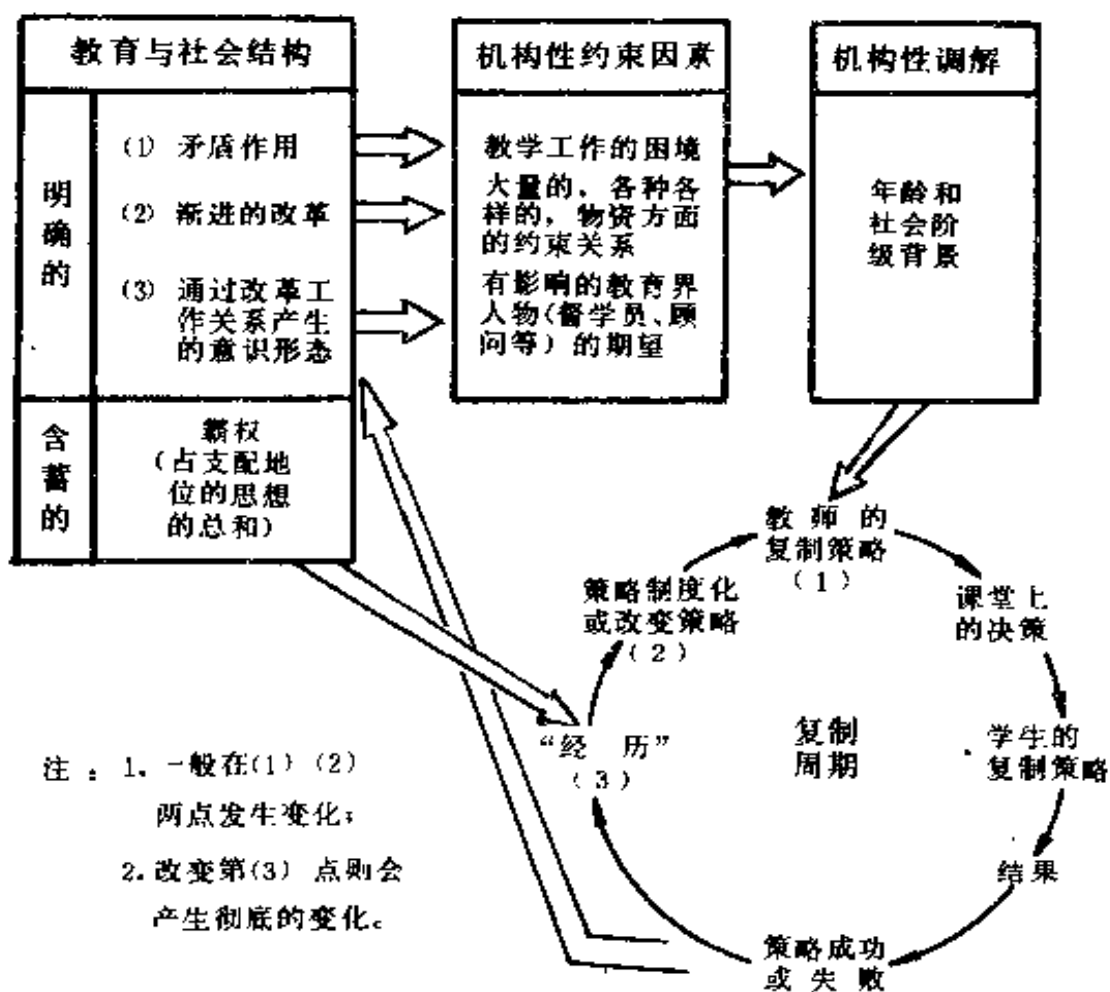 教育与社会结构
明确的
(1) 矛盾作用
(2) 渐进的改革
(3) 通过改革工
作关系产生
的意识形态
含蓄的
霸权
(占支配地
位的思想
的总和)
机构性约束因素
教学工作的困境
大量的，各种各
样的，物资方面
的约束关系
有影响的教育界
人物(督学员、顾
问等) 的期望
机构性调解
年龄和
社会阶
级背景
教师的
复制策略
(1)
课堂上
的决策
学生的
复制策略
结果
策略成功
或失败
“经 历”
(3)
策略制度化
或改变策略
(2)
复制
周期
注：1. 一般在(1) (2)
两点发生变化；
2. 改变第(3) 点则会
产生彻底的变化。